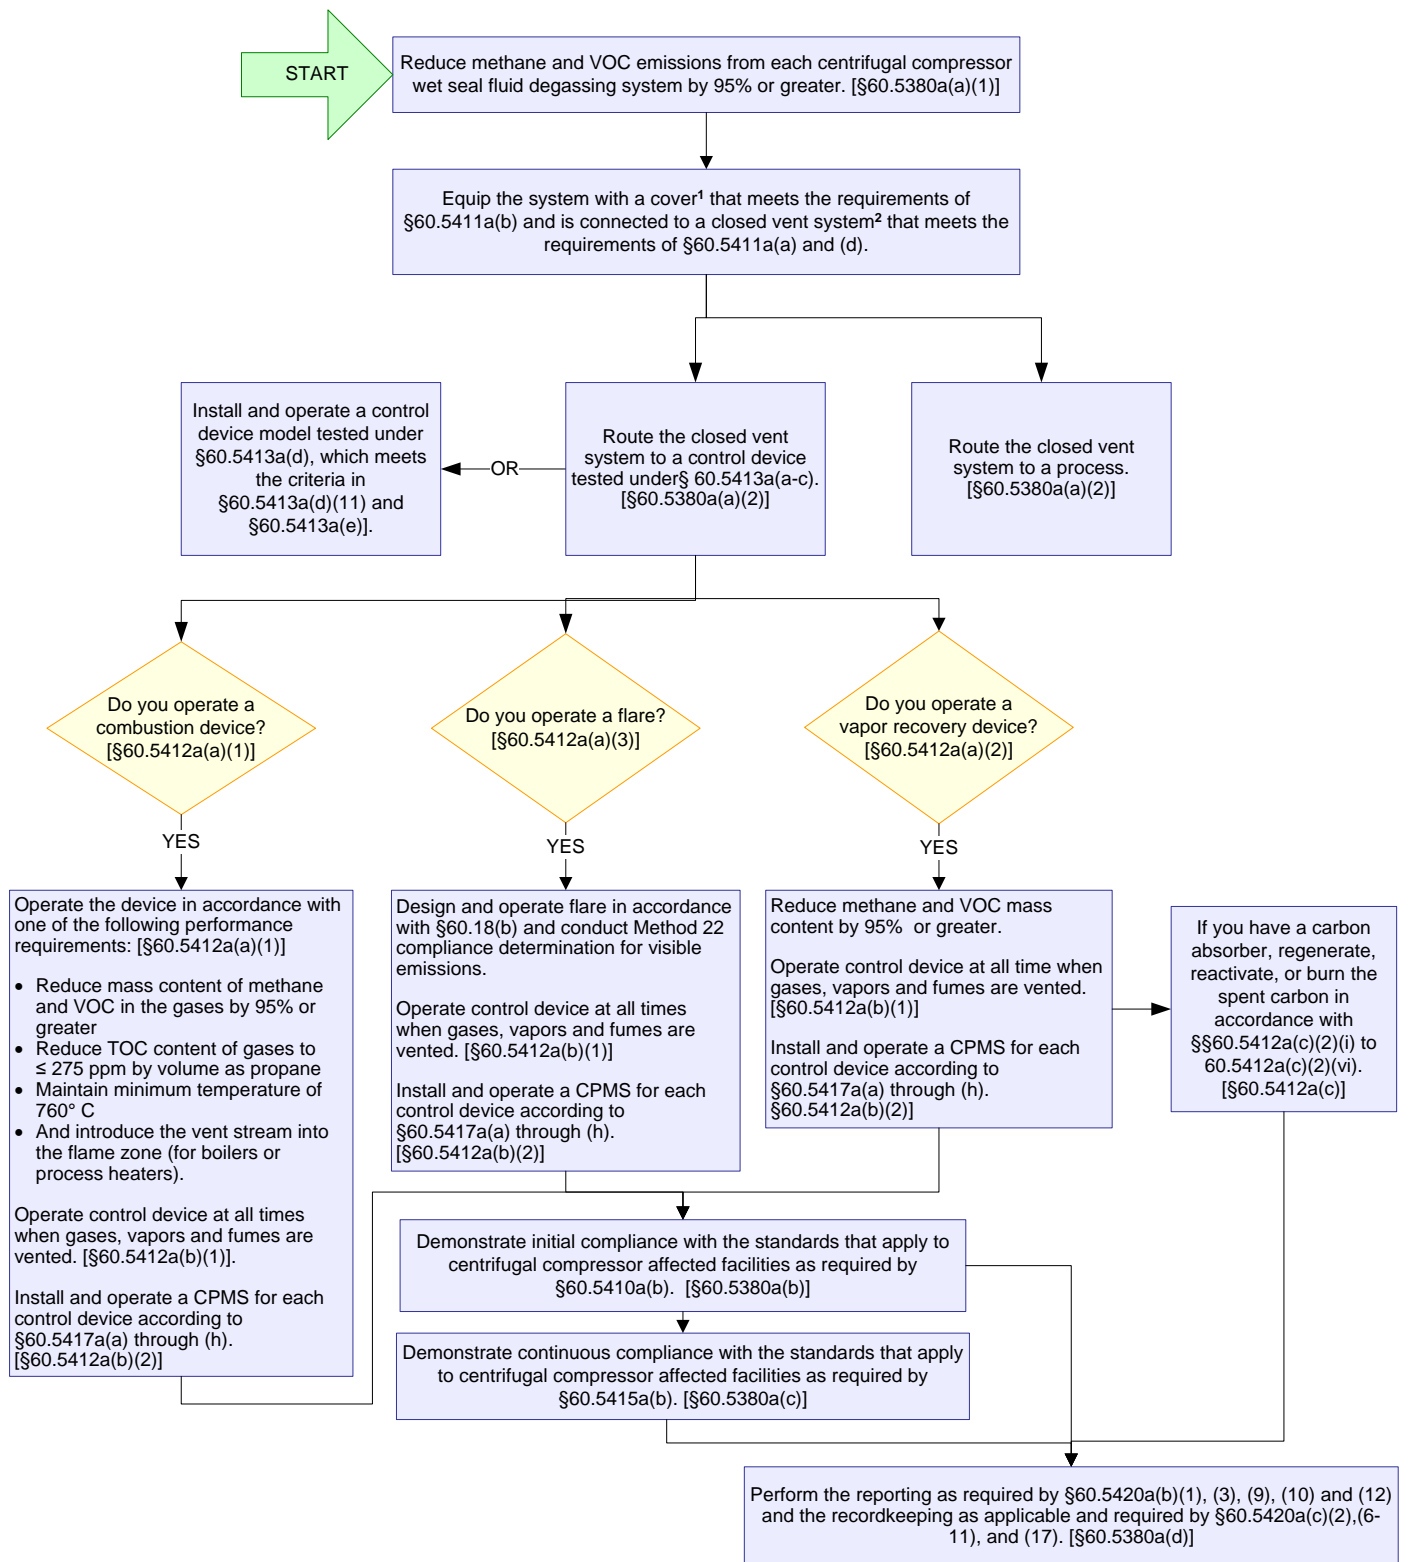 START
Reduce methane and VOC emissions from each centrifugal compressor
wet seal fluid degassing system by 95% or greater. [§60.5380a(a)(1)]
Equip the system with a cover¹ that meets the requirements of
§60.5411a(b) and is connected to a closed vent system² that meets the
requirements of §60.5411a(a) and (d).
Install and operate a control
device model tested under
§60.5413a(d), which meets
the criteria in
§60.5413a(d)(11) and
§60.5413a(e)].
OR
Route the closed vent
system to a control device
tested under§ 60.5413a(a-c).
[§60.5380a(a)(2)]
Route the closed vent
system to a process.
[§60.5380a(a)(2)]
Do you operate a
combustion device?
[§60.5412a(a)(1)]
Do you operate a flare?
[§60.5412a(a)(3)]
Do you operate a
vapor recovery device?
[§60.5412a(a)(2)]
YES
YES
YES
Operate the device in accordance with
one of the following performance
requirements: [§60.5412a(a)(1)]
• Reduce mass content of methane
and VOC in the gases by 95% or
greater
• Reduce TOC content of gases to
≤ 275 ppm by volume as propane
• Maintain minimum temperature of
760° C
• And introduce the vent stream into
the flame zone (for boilers or
process heaters).
Operate control device at all times
when gases, vapors and fumes are
vented. [§60.5412a(b)(1)].
Install and operate a CPMS for each
control device according to
§60.5417a(a) through (h).
[§60.5412a(b)(2)]
Design and operate flare in accordance
with §60.18(b) and conduct Method 22
compliance determination for visible
emissions.
Operate control device at all times
when gases, vapors and fumes are
vented. [§60.5412a(b)(1)]
Install and operate a CPMS for each
control device according to
§60.5417a(a) through (h).
[§60.5412a(b)(2)]
Reduce methane and VOC mass
content by 95%  or greater.
Operate control device at all time when
gases, vapors and fumes are vented.
[§60.5412a(b)(1)]
Install and operate a CPMS for each
control device according to
§60.5417a(a) through (h).
§60.5412a(b)(2)]
If you have a carbon
absorber, regenerate,
reactivate, or burn the
spent carbon in
accordance with
§§60.5412a(c)(2)(i) to
60.5412a(c)(2)(vi).
[§60.5412a(c)]
Demonstrate initial compliance with the standards that apply to
centrifugal compressor affected facilities as required by
§60.5410a(b).  [§60.5380a(b)]
Demonstrate continuous compliance with the standards that apply
to centrifugal compressor affected facilities as required by
§60.5415a(b). [§60.5380a(c)]
Perform the reporting as required by §60.5420a(b)(1), (3), (9), (10) and (12)
and the recordkeeping as applicable and required by §60.5420a(c)(2),(6-
11), and (17). [§60.5380a(d)]